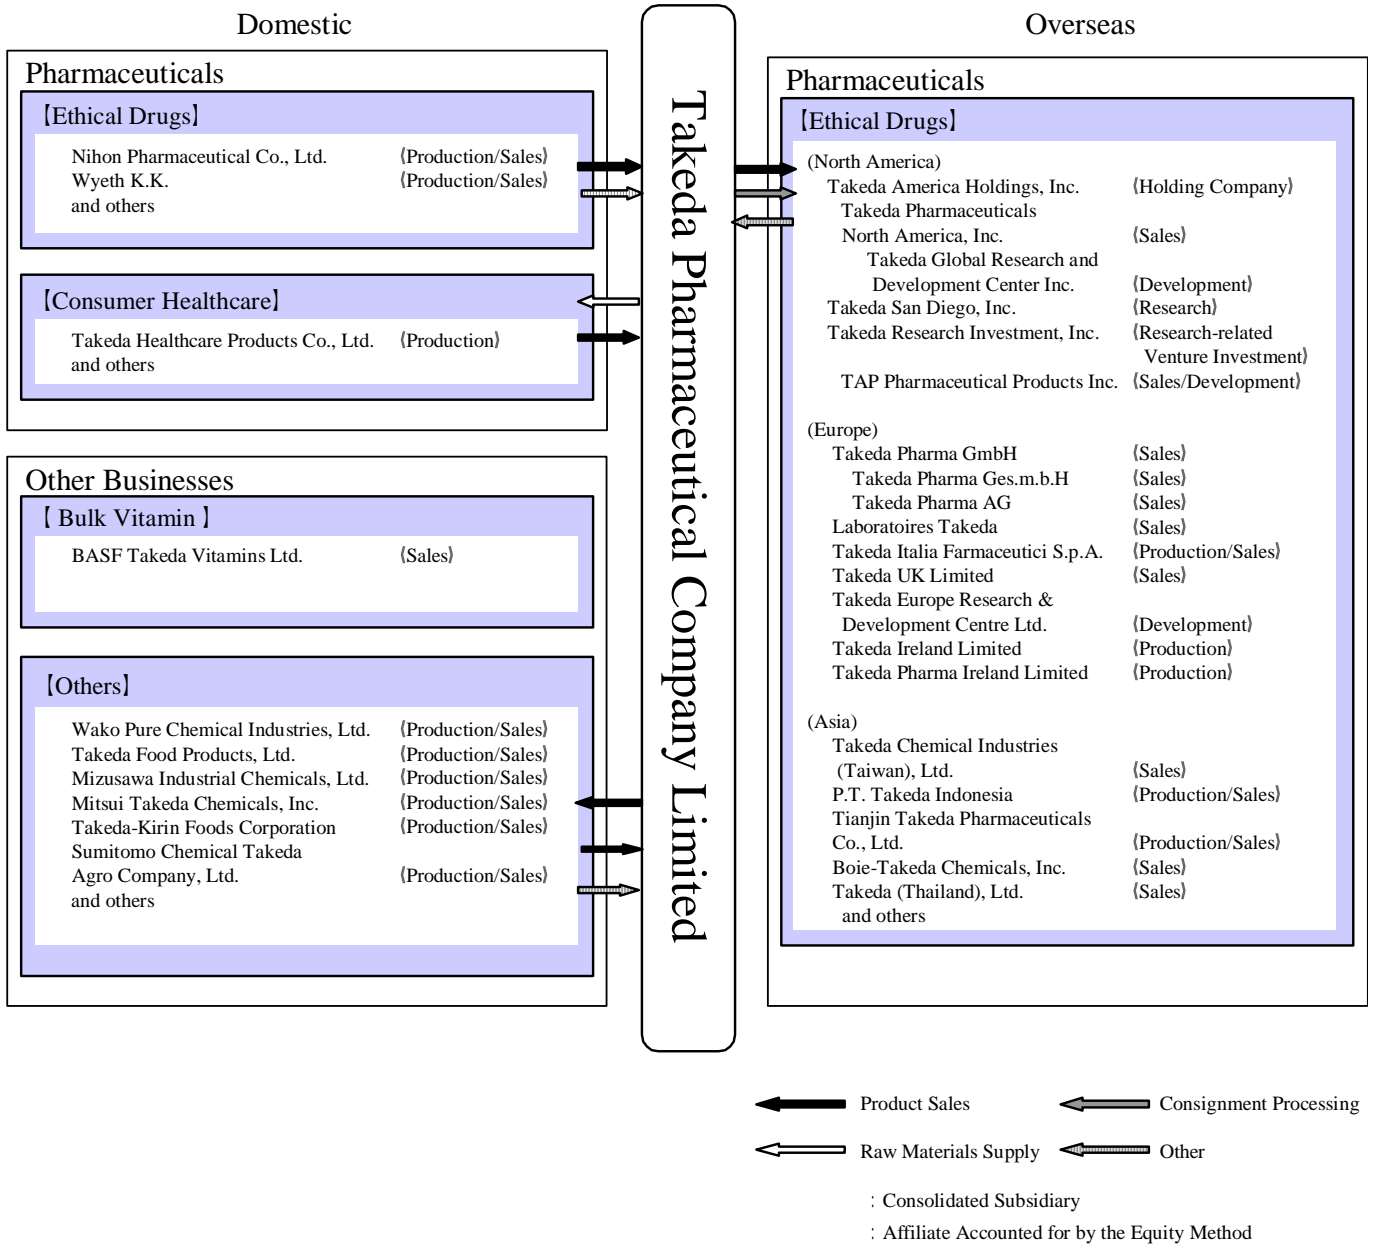 Domestic
Pharmaceuticals
【Ethical Drugs】
Nihon Pharmaceutical Co., Ltd. 《Production/Sales》
Wyeth K.K. 《Production/Sales》
and others
【Consumer Healthcare】
Takeda Healthcare Products Co., Ltd. 《Production》
and others
Other Businesses
【 Bulk Vitamin 】
BASF Takeda Vitamins Ltd. 《Sales》
【Others】
Wako Pure Chemical Industries, Ltd. 《Production/Sales》
Takeda Food Products, Ltd. 《Production/Sales》
Mizusawa Industrial Chemicals, Ltd. 《Production/Sales》
Mitsui Takeda Chemicals, Inc. 《Production/Sales》
Takeda-Kirin Foods Corporation 《Production/Sales》
Sumitomo Chemical Takeda
Agro Company, Ltd. 《Production/Sales》
and others
Takeda Pharmaceutical Company Limited
Overseas
Pharmaceuticals
【Ethical Drugs】
(North America)
Takeda America Holdings, Inc. 《Holding Company》
Takeda Pharmaceuticals
North America, Inc. 《Sales》
Takeda Global Research and
Development Center Inc. 《Development》
Takeda San Diego, Inc. 《Research》
Takeda Research Investment, Inc. 《Research-related
Venture Investment》
TAP Pharmaceutical Products Inc. 《Sales/Development》
(Europe)
Takeda Pharma GmbH 《Sales》
Takeda Pharma Ges.m.b.H 《Sales》
Takeda Pharma AG 《Sales》
Laboratoires Takeda 《Sales》
Takeda Italia Farmaceutici S.p.A. 《Production/Sales》
Takeda UK Limited 《Sales》
Takeda Europe Research &
Development Centre Ltd. 《Development》
Takeda Ireland Limited 《Production》
Takeda Pharma Ireland Limited 《Production》
(Asia)
Takeda Chemical Industries
(Taiwan), Ltd. 《Sales》
P.T. Takeda Indonesia 《Production/Sales》
Tianjin Takeda Pharmaceuticals
Co., Ltd. 《Production/Sales》
Boie-Takeda Chemicals, Inc. 《Sales》
Takeda (Thailand), Ltd. 《Sales》
and others
Product Sales
Consignment Processing
Raw Materials Supply
Other
: Consolidated Subsidiary
: Affiliate Accounted for by the Equity Method